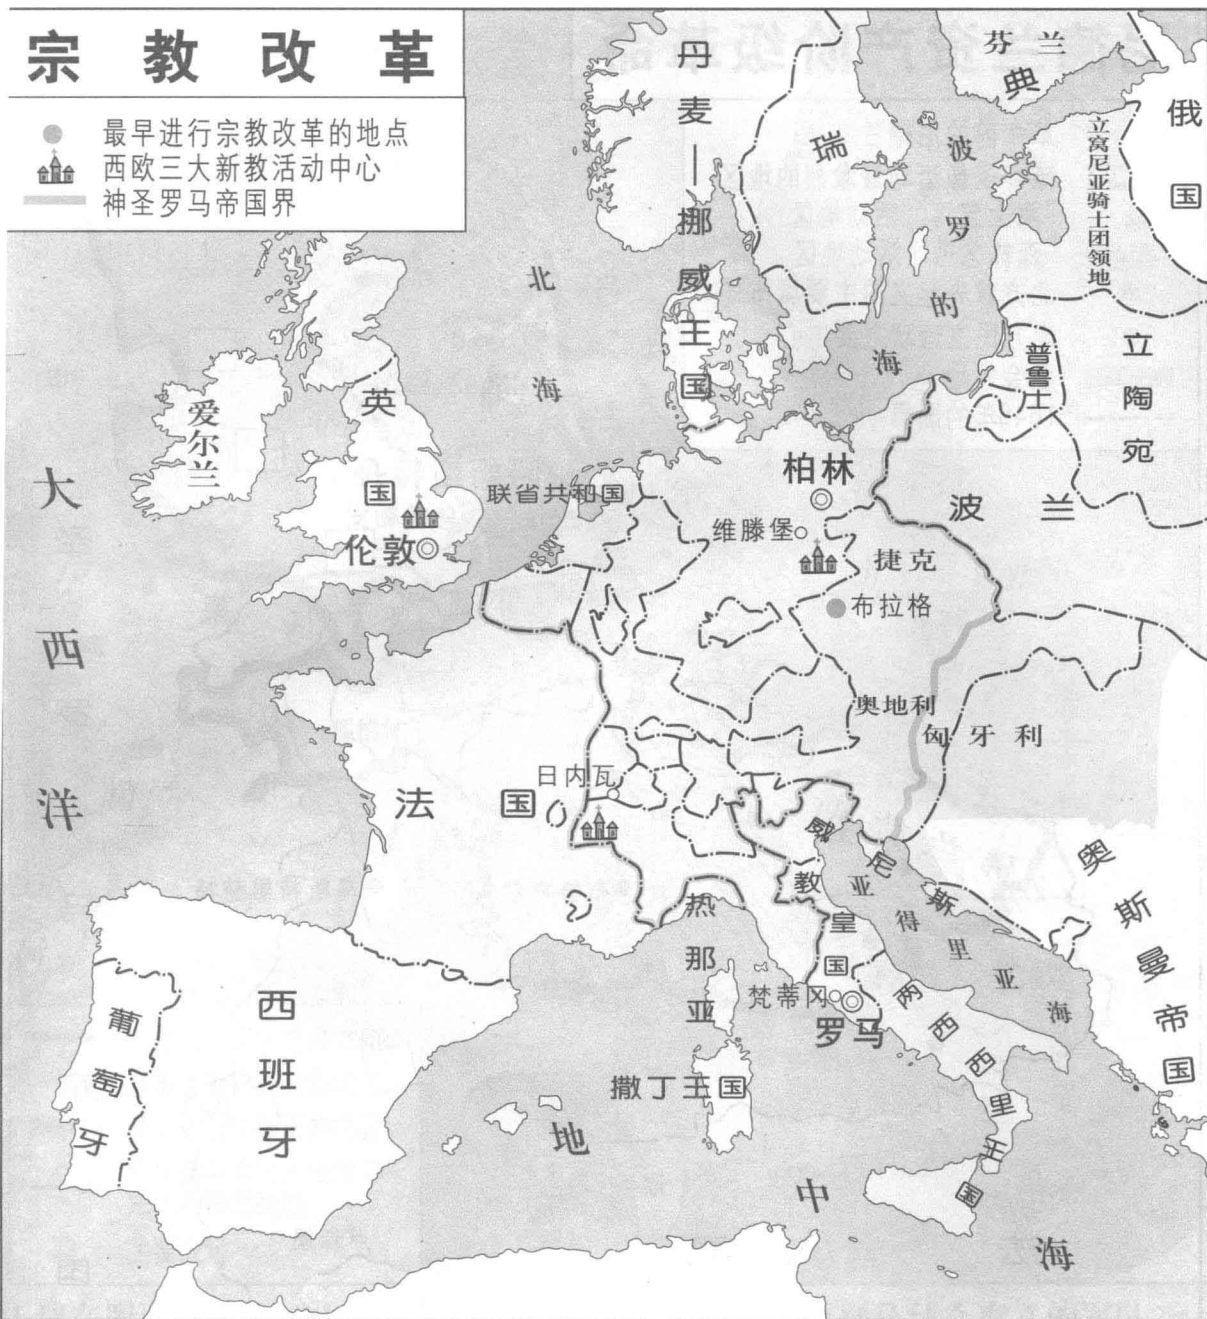 宗教改革
最早进行宗教改革的地点
西欧三大新教活动中心
神圣罗马帝国界
丹麦—挪威王国
瑞典
芬兰
俄国
波罗的海
立窝尼亚骑士团领地
北海
爱尔兰
英国
伦敦
联省共和国
普鲁士
立陶宛
柏林
维滕堡
波兰
捷克
布拉格
大西洋
奥地利
匈牙利
日内瓦
法国
威尼斯
教皇国
亚得里亚海
奥斯曼帝国
热那亚
梵蒂冈
罗马
两西西里王国
葡萄牙
西班牙
撒丁王国
地中海